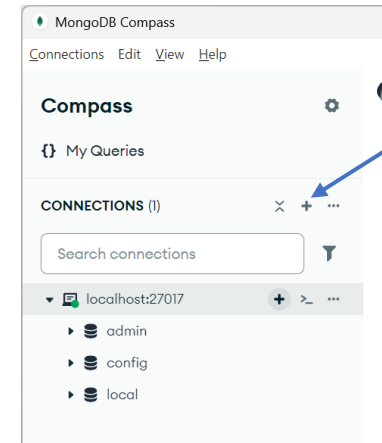 MongoDB Compass
Connections Edit View Help
Compass
{} My Queries
CONNECTIONS (1)
Search connections
localhost:27017
admin
config
local